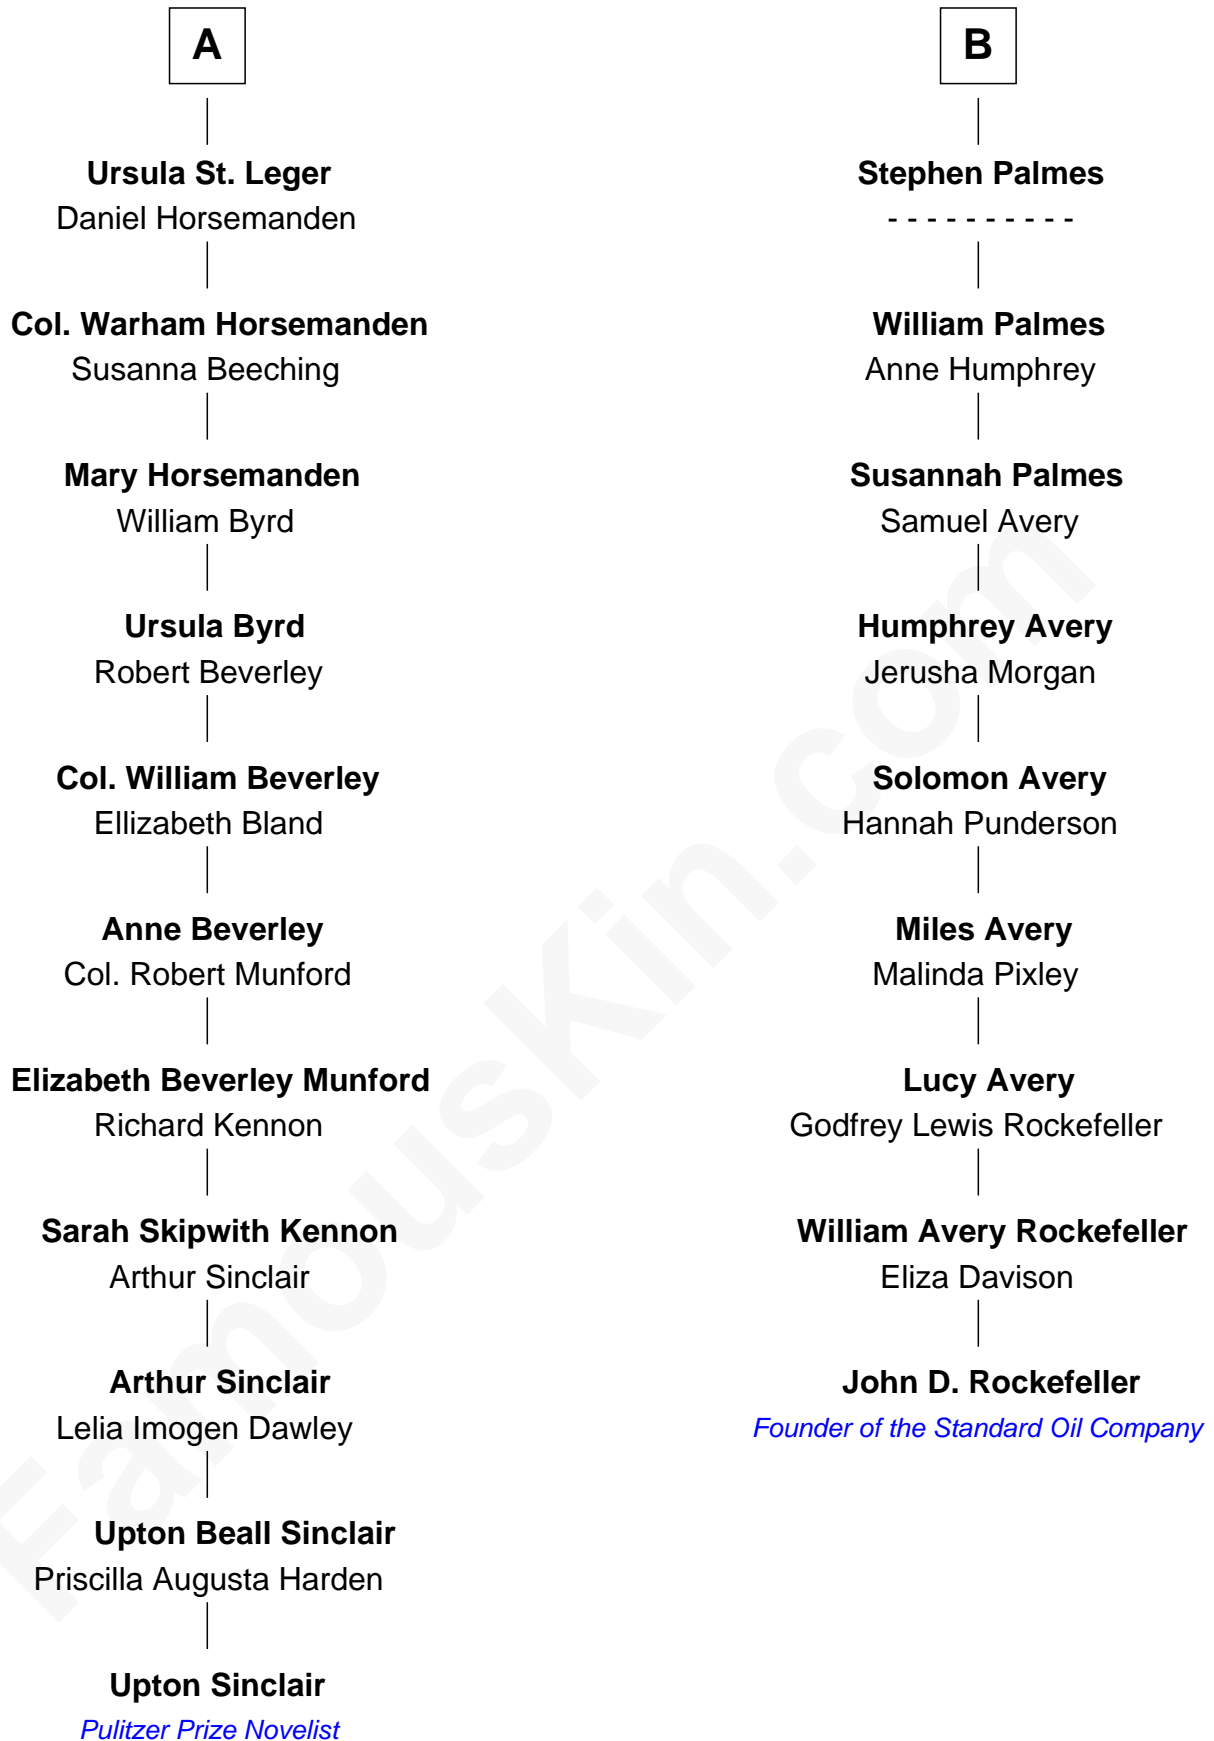 A
Ursula St. Leger
Daniel Horsemanden
Col. Warham Horsemanden
Susanna Beeching
Mary Horsemanden
William Byrd
Ursula Byrd
Robert Beverley
Col. William Beverley
Ellizabeth Bland
Anne Beverley
Col. Robert Munford
Elizabeth Beverley Munford
Richard Kennon
Sarah Skipwith Kennon
Arthur Sinclair
Arthur Sinclair
Lelia Imogen Dawley
Upton Beall Sinclair
Priscilla Augusta Harden
Upton Sinclair
Pulitzer Prize Novelist
B
Stephen Palmes
- - - - - - - - - -
William Palmes
Anne Humphrey
Susannah Palmes
Samuel Avery
Humphrey Avery
Jerusha Morgan
Solomon Avery
Hannah Punderson
Miles Avery
Malinda Pixley
Lucy Avery
Godfrey Lewis Rockefeller
William Avery Rockefeller
Eliza Davison
John D. Rockefeller
Founder of the Standard Oil Company
FamousKin.com